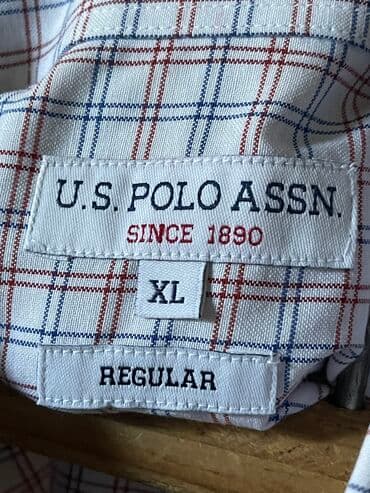 U.S. POLO ASSN.
SINCE 1890
XL
REGULAR